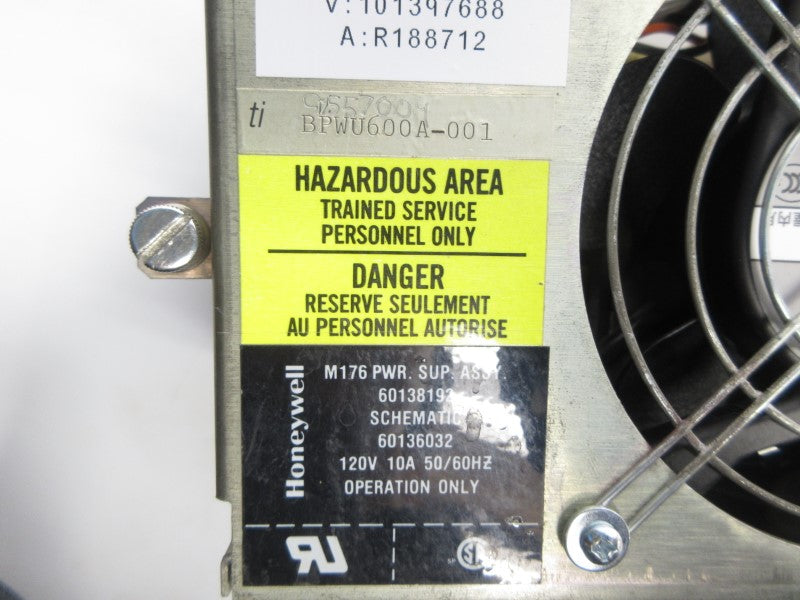 V:101397688
A:R188712
ti
BPWU600A-001
HAZARDOUS AREA
TRAINED SERVICE
PERSONNEL ONLY
DANGER
RESERVE SEULEMENT
AU PERSONNEL AUTORISE
Honeywell
M176 PWR. SUP. ASSY.
SCHEMATIC
60136032
120V 10A 50/60HZ
OPERATION ONLY